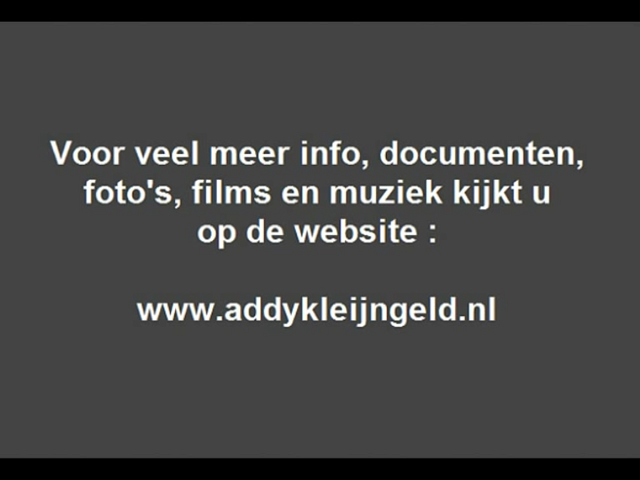 Voor veel meer info, documenten,
foto's, films en muziek kijkt u
op de website :
www.addykleijngeld.nl